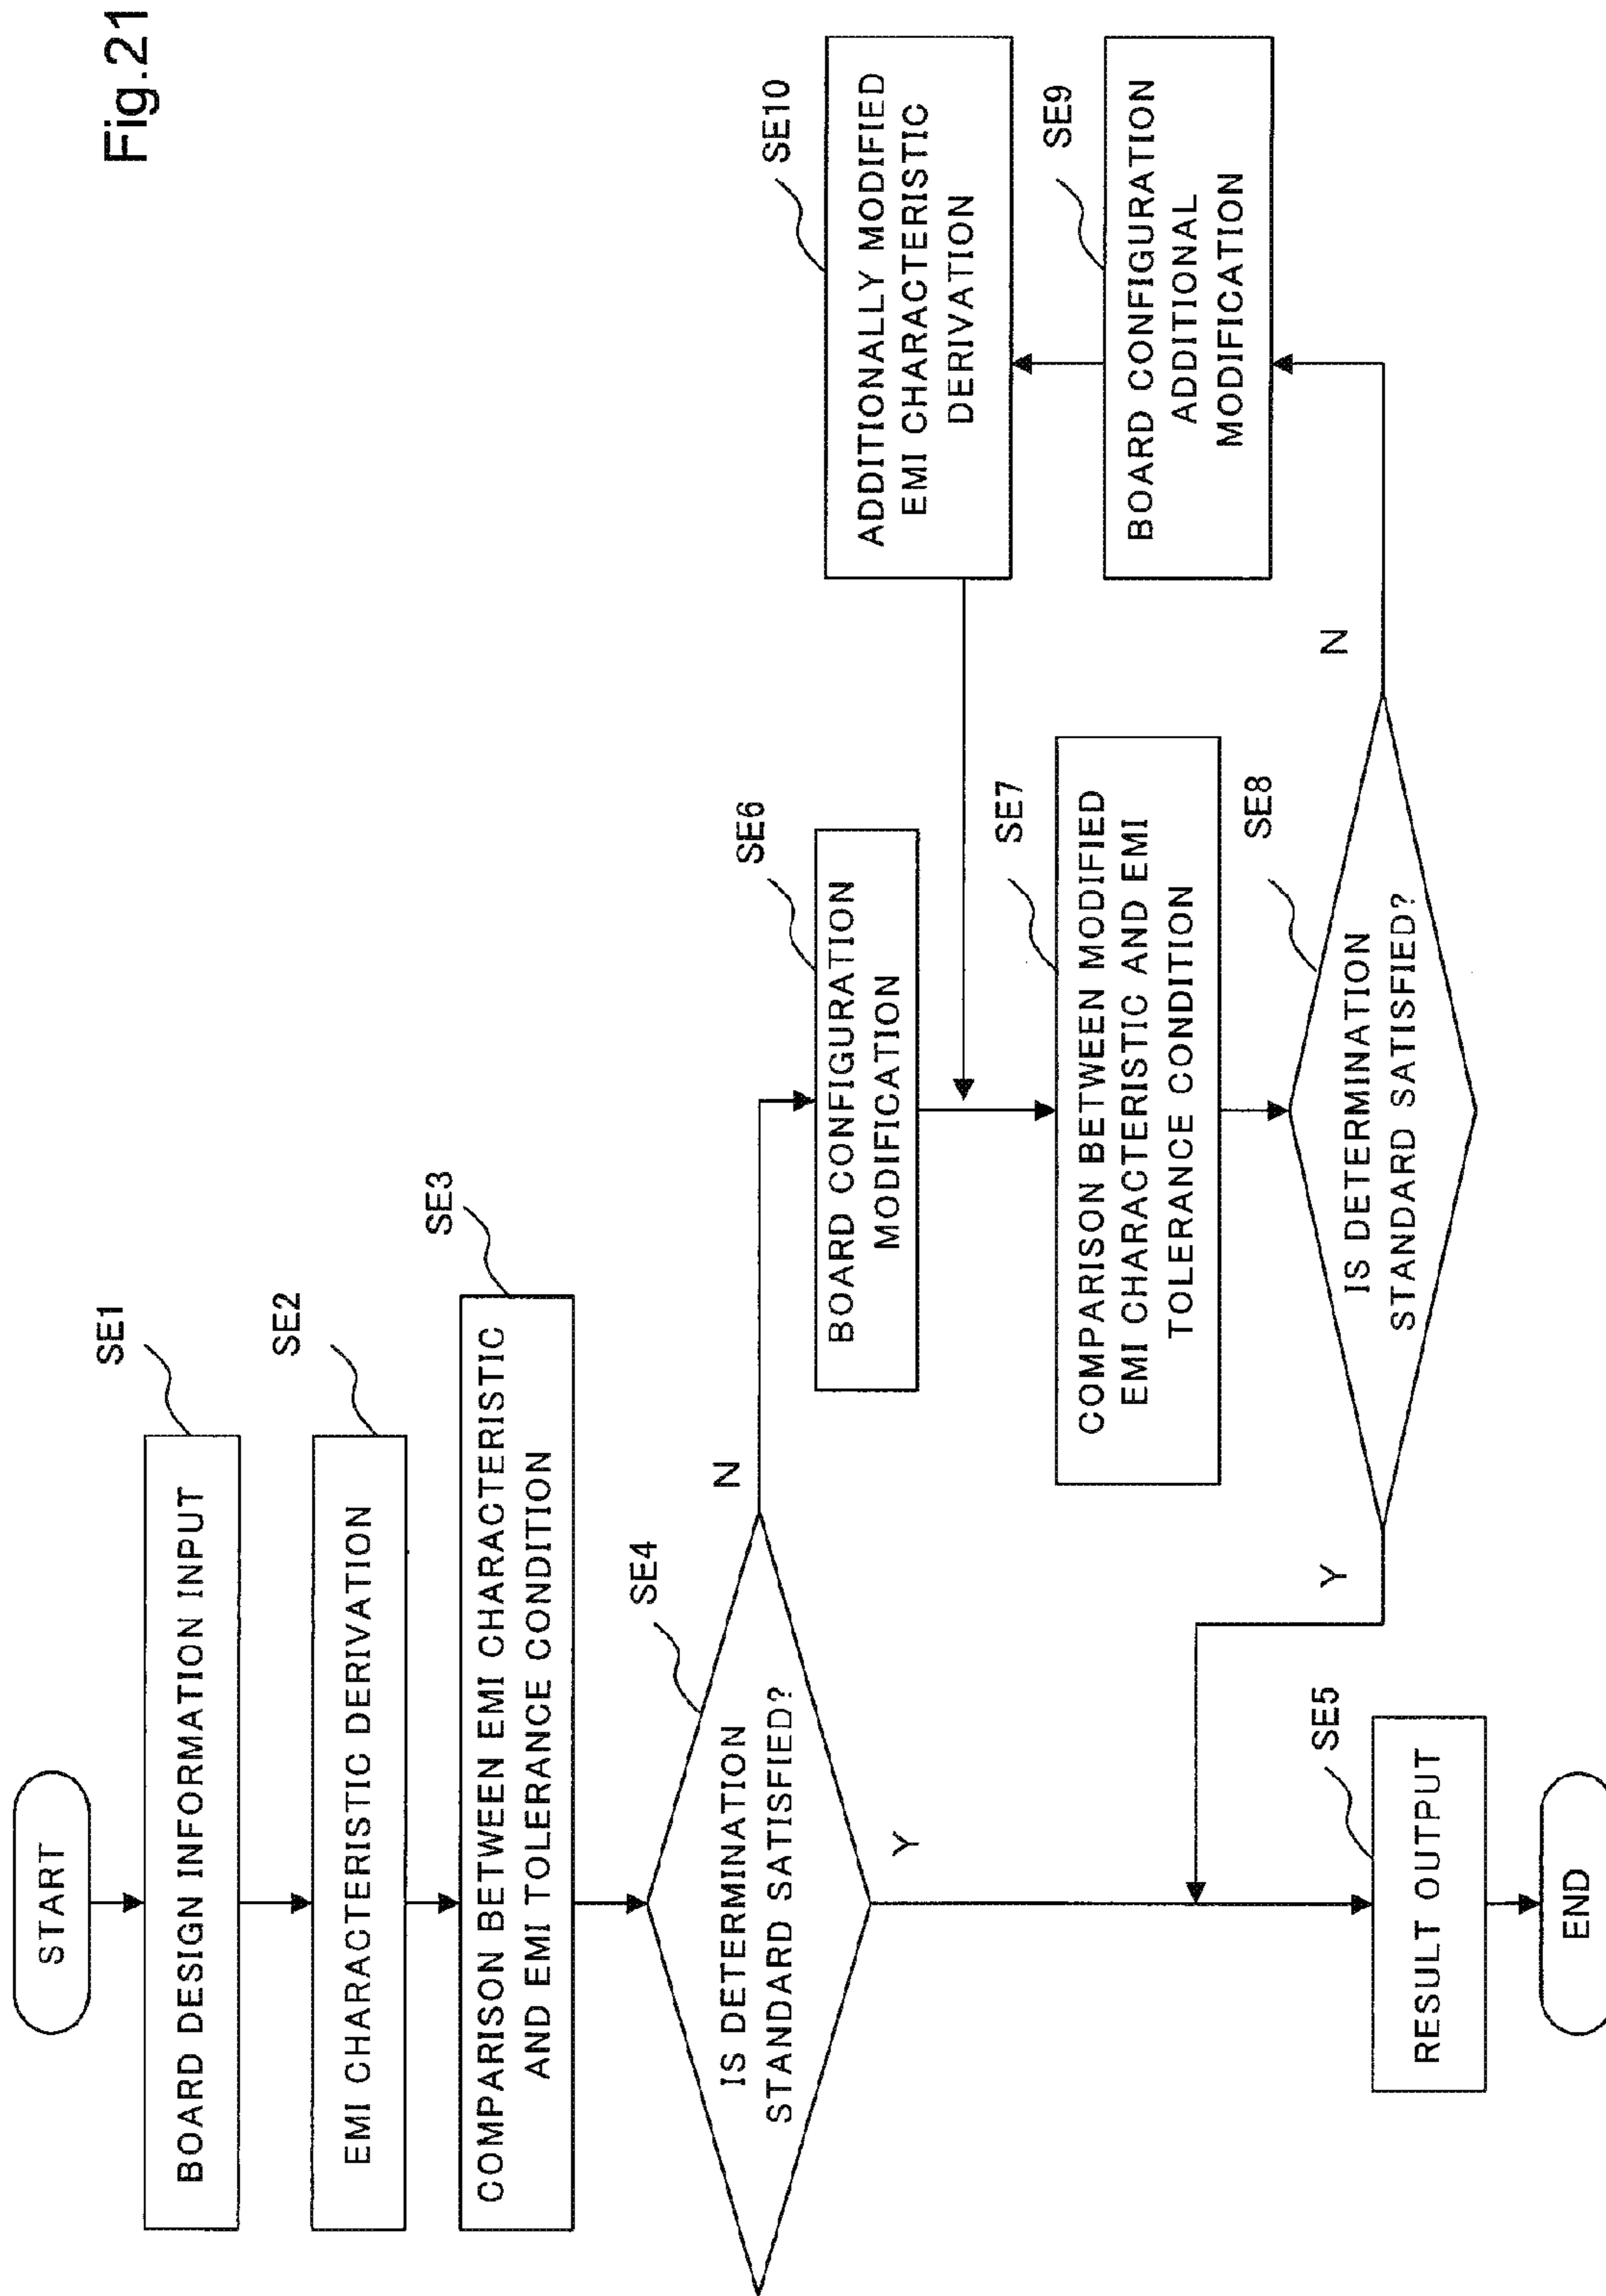 Fig.21
START
SE1
BOARD DESIGN INFORMATION INPUT
SE2
EMI CHARACTERISTIC DERIVATION
SE3
COMPARISON BETWEEN EMI CHARACTERISTIC
AND EMI TOLERANCE CONDITION
SE4
IS DETERMINATION
STANDARD SATISFIED?
N
Y
SE6
BOARD CONFIGURATION
MODIFICATION
SE10
ADDITIONALLY MODIFIED
EMI CHARACTERISTIC
DERIVATION
SE7
COMPARISON BETWEEN MODIFIED
EMI CHARACTERISTIC AND EMI
TOLERANCE CONDITION
SE9
BOARD CONFIGURATION
ADDITIONAL
MODIFICATION
SE8
IS DETERMINATION
STANDARD SATISFIED?
N
Y
SE5
RESULT OUTPUT
END